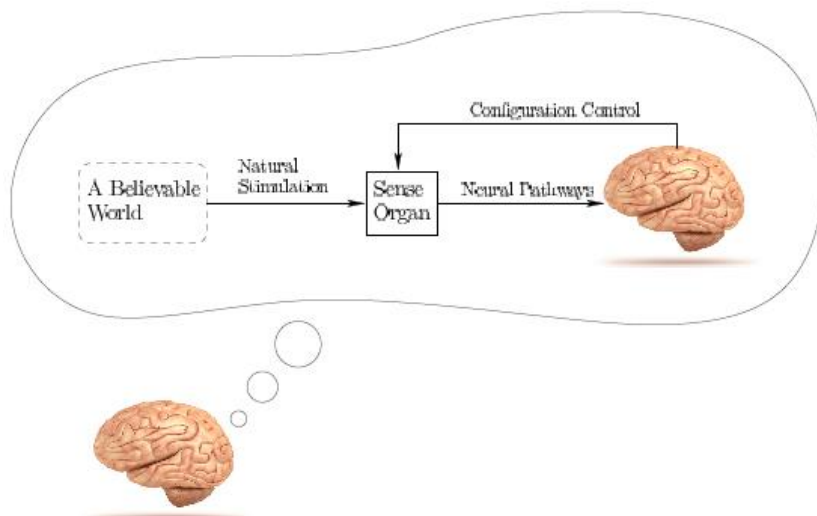 Configuration Control
A Believable
World
Natural
Stimulation
Sense
Organ
Neural Pathways